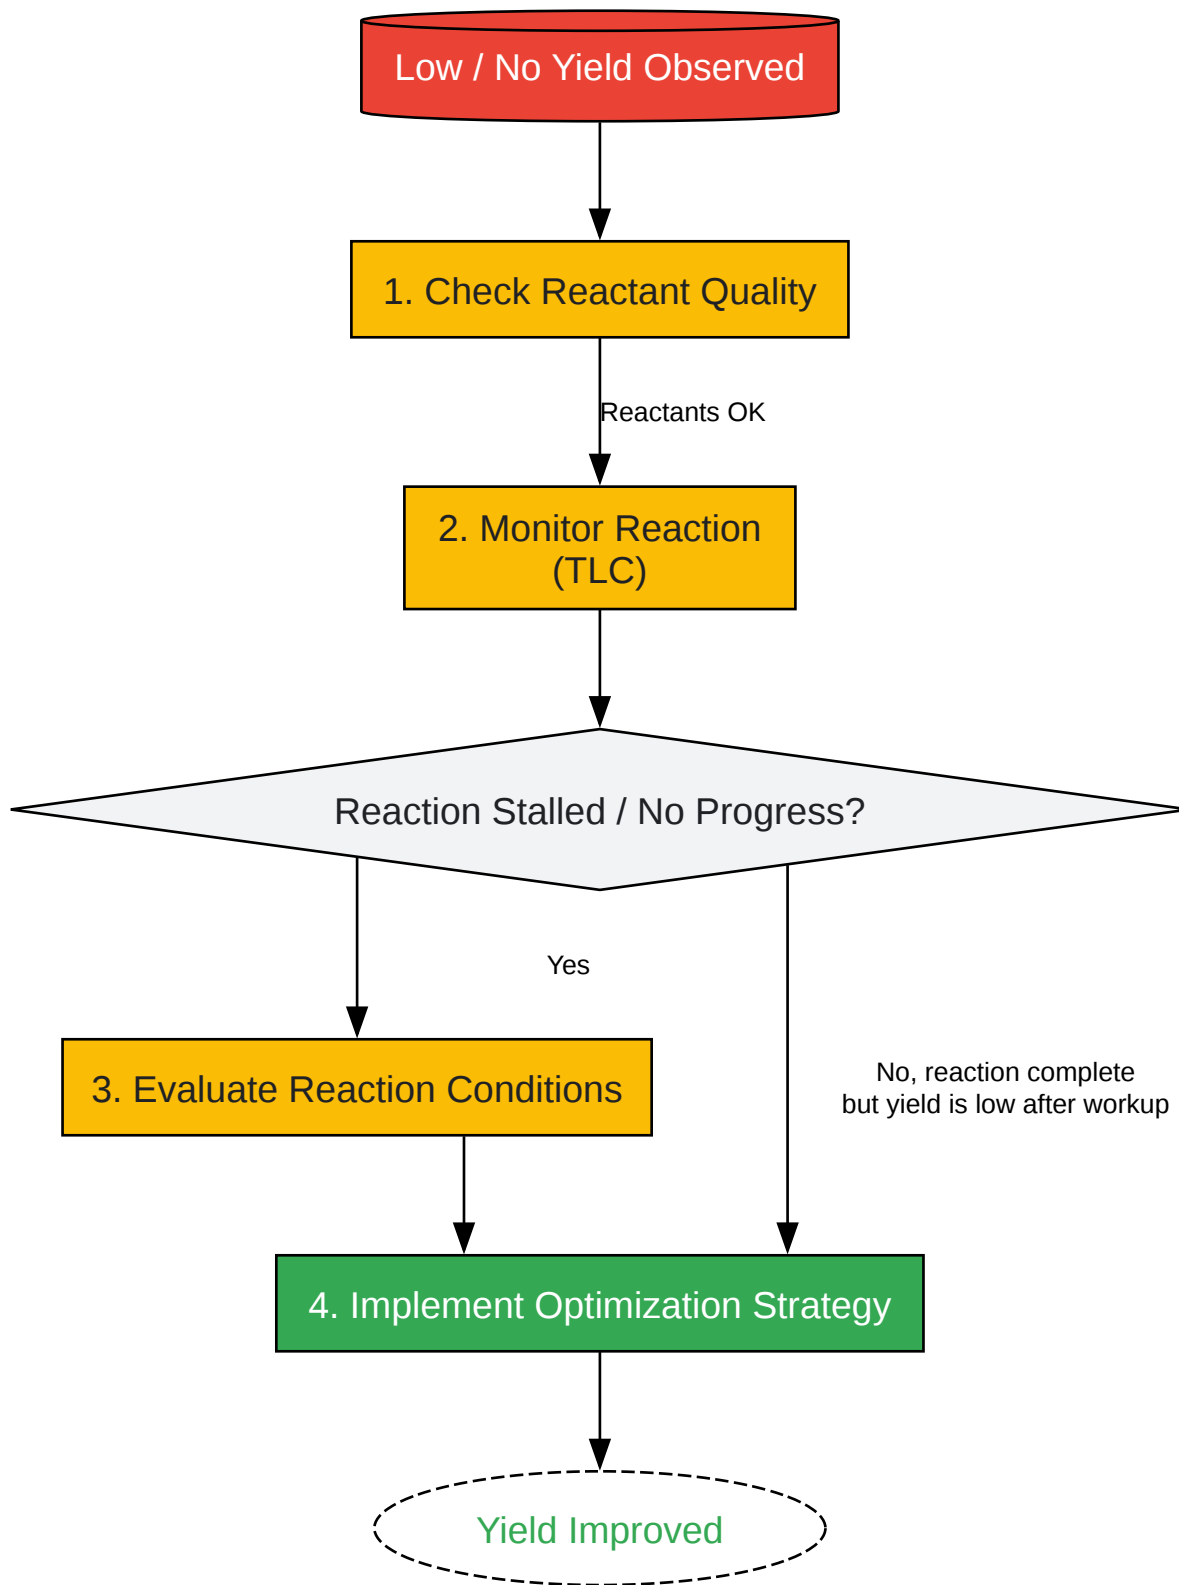 Low / No Yield Observed
1. Check Reactant Quality
Reactants OK
2. Monitor Reaction
(TLC)
Reaction Stalled / No Progress?
Yes
3. Evaluate Reaction Conditions
No, reaction complete
but yield is low after workup
4. Implement Optimization Strategy
Yield Improved